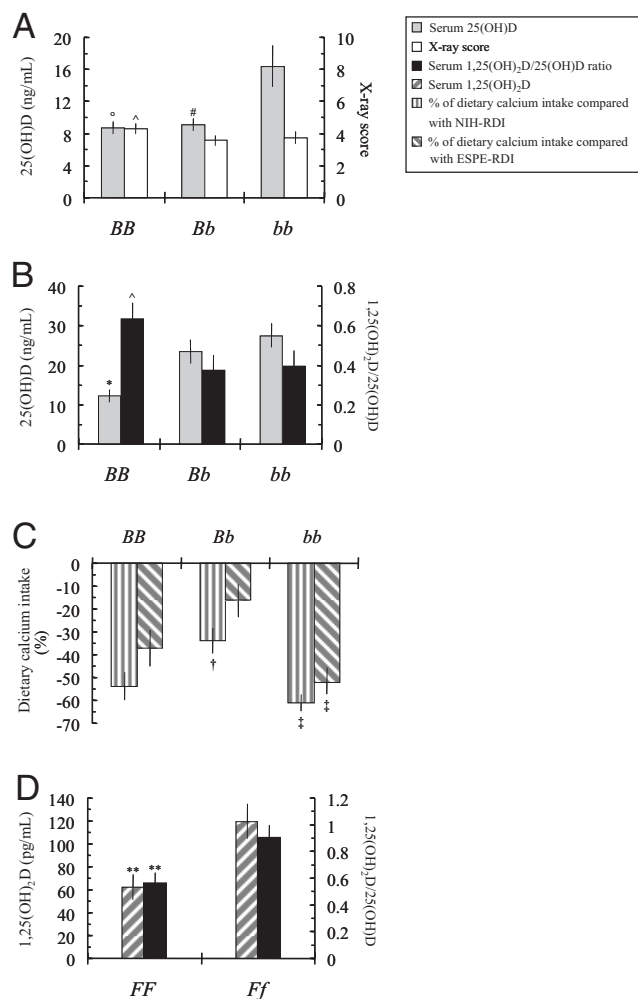 A
25(OH)D (ng/mL)
20
16
12
8
4
0
° ^ #
10
8
6
4
2
0
X-ray score
BB Bb bb
Serum 25(OH)D
X-ray score
Serum 1,25(OH)2D/25(OH)D ratio
Serum 1,25(OH)2D
% of dietary calcium intake compared
with NIH-RDI
% of dietary calcium intake compared
with ESPE-RDI
B
25(OH)D (ng/mL)
40
30
20
10
0
* ^
0.8
0.6
0.4
0.2
0
1,25(OH)2D/25(OH)D
BB Bb bb
C
BB Bb bb
Dietary calcium intake
(%)
0
-10
-20
-30
-40
-50
-60
-70
† ‡ ‡
D
1,25(OH)2D (pg/mL)
140
120
100
80
60
40
20
0
** **
1.2
1
0.8
0.6
0.4
0.2
0
1,25(OH)2D/25(OH)D
FF Ff